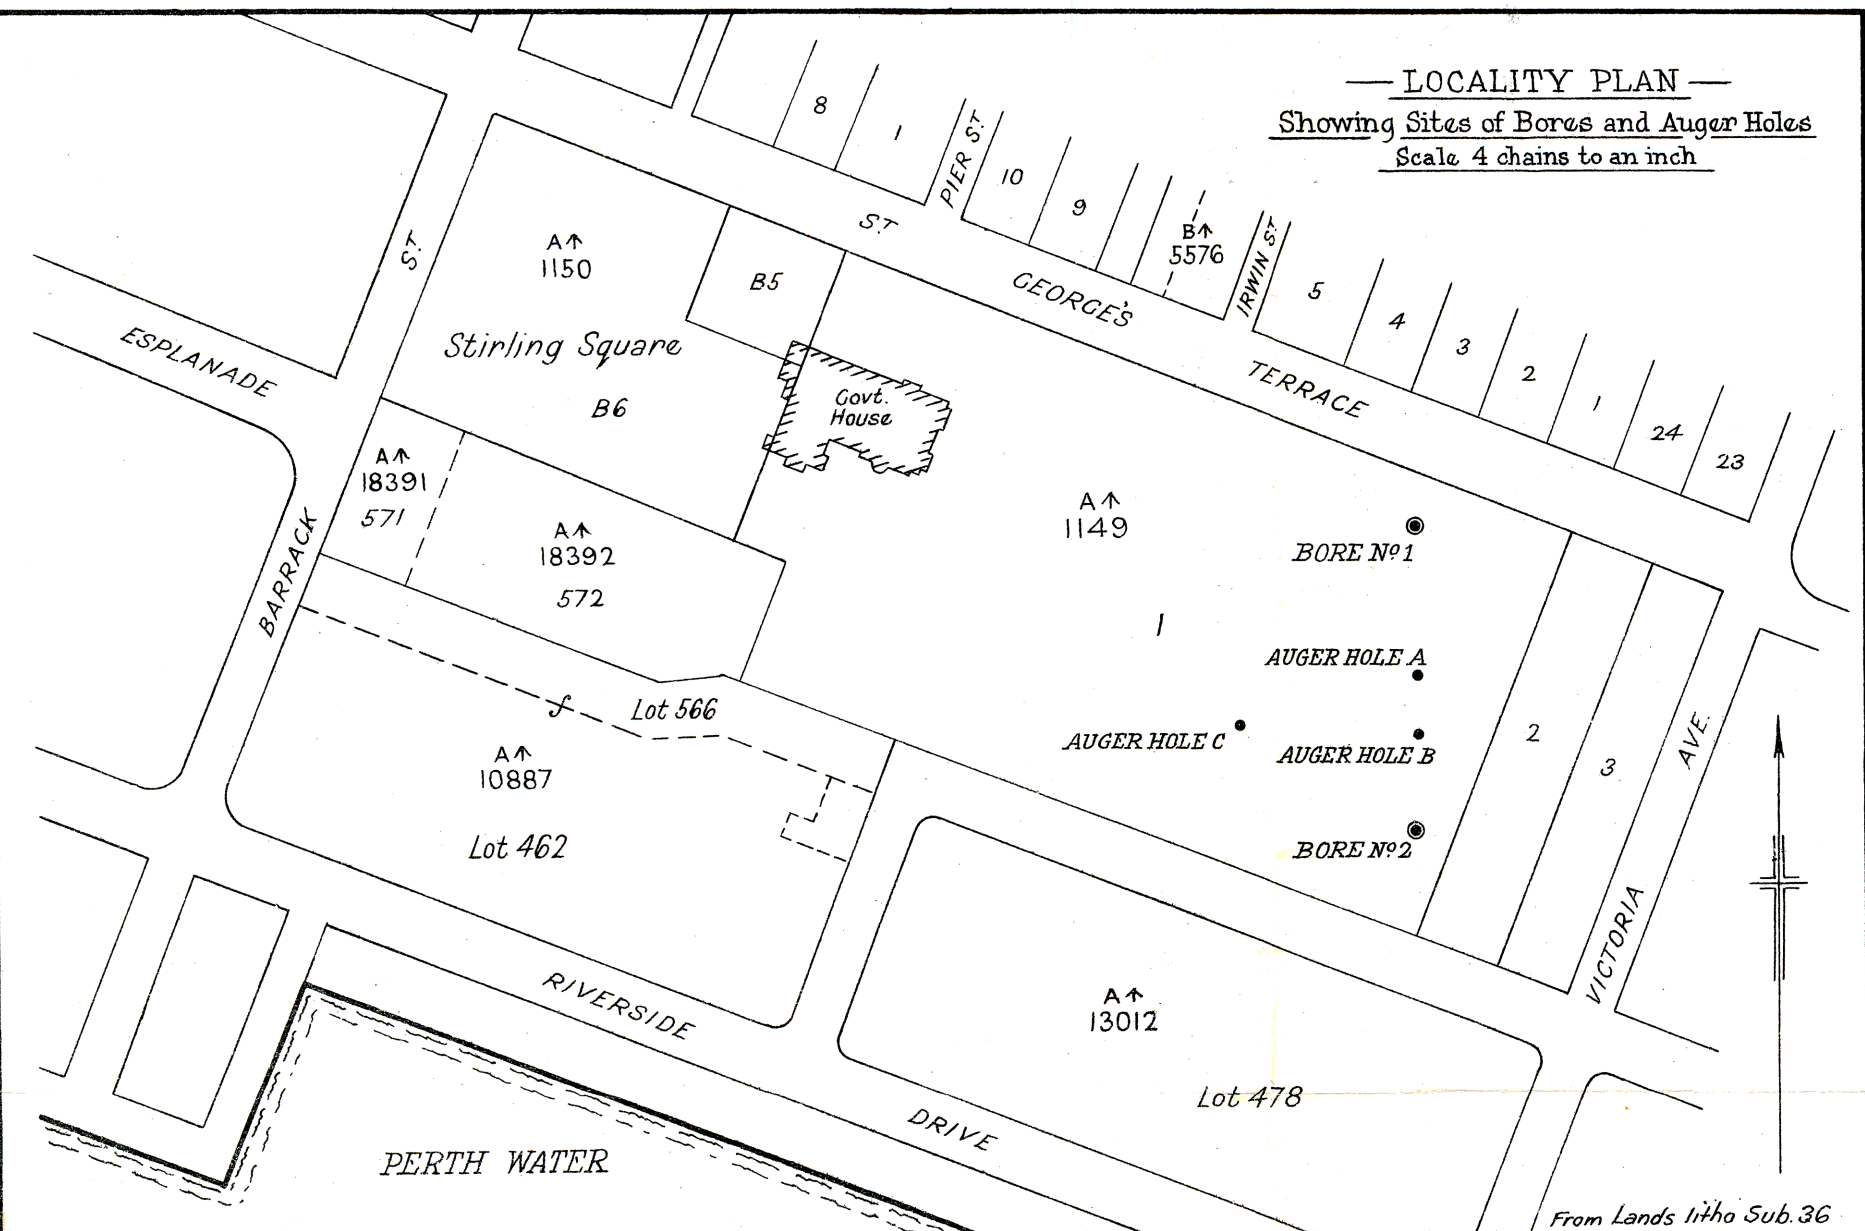 — LOCALITY PLAN —
Showing Sites of Bores and Auger Holes
Scale 4 chains to an inch
8
1
PIER ST
10
9
B↑
5576
IRWIN ST
5
4
3
2
1
24
23
ST
GEORGE'S
TERRACE
ST
BARRACK
ESPLANADE
A↑
1150
B5
Stirling Square
B6
Govt.
House
A↑
18391
571
A↑
18392
572
A↑
1149
1
BORE Nº1
AUGER HOLE A
AUGER HOLE C
AUGER HOLE B
BORE Nº2
2
3
VICTORIA
AVE.
Lot 566
A↑
10887
Lot 462
RIVERSIDE
DRIVE
A↑
13012
Lot 478
PERTH WATER
From Lands litho Sub. 36